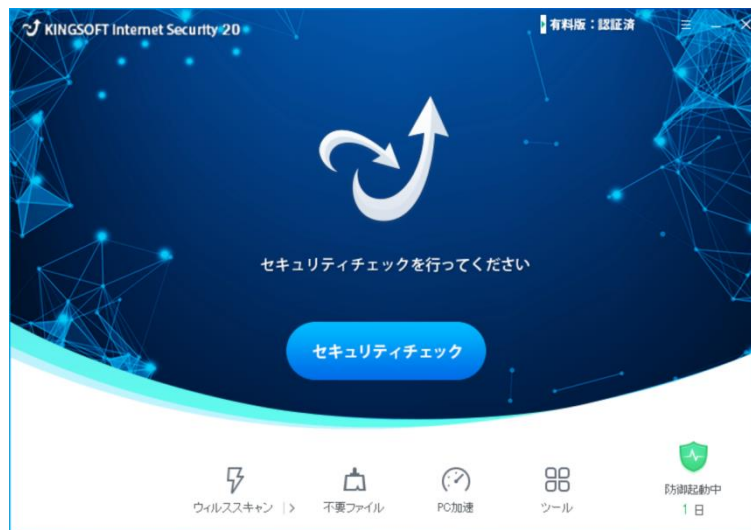 KINGSOFT Internet Security 20
有料版：認証済
セキュリティチェックを行ってください
セキュリティチェック
ウィルススキャン
不要ファイル
PC加速
ツール
防御起動中
1 日